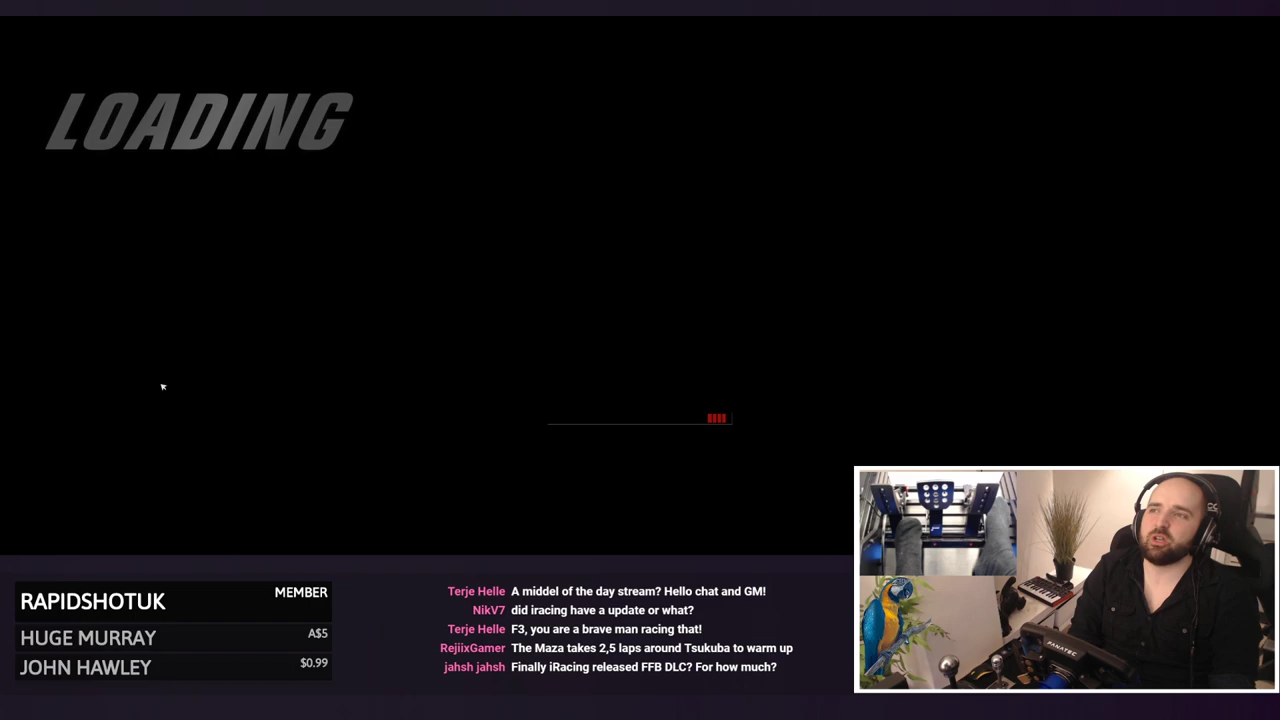 LOADING
RAPIDSHOTUK MEMBER
HUGE MURRAY A$5
JOHN HAWLEY $0.99
Terje Helle A middel of the day stream? Hello chat and GM!
NikV7 did iracing have a update or what?
Terje Helle F3, you are a brave man racing that!
RejiixGamer The Maza takes 2,5 laps around Tsukuba to warm up
jahsh jahsh Finally iRacing released FFB DLC? For how much?
FANATEC